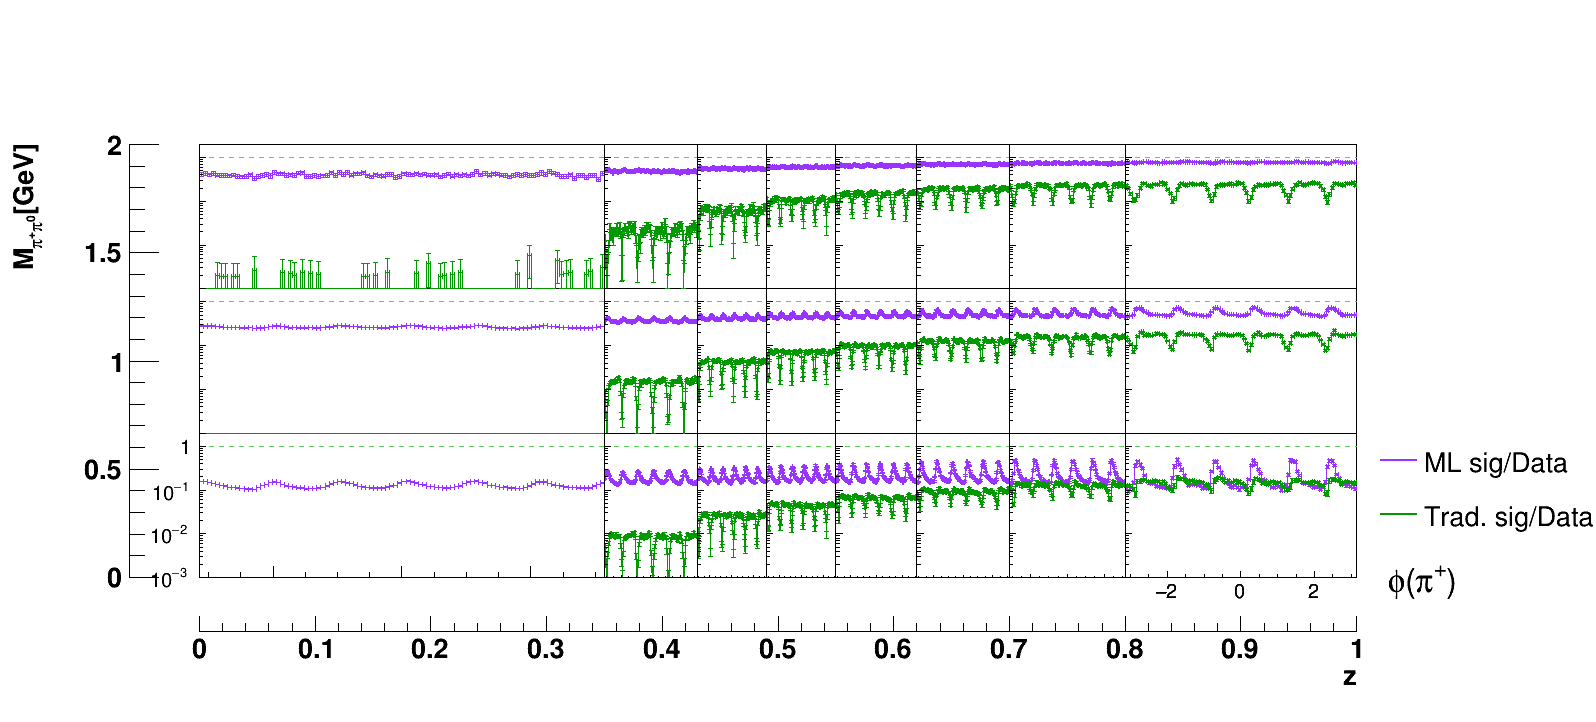 M_{π⁺π⁰}[GeV]
2
1.5
1
0.5
0
1
10⁻¹
10⁻²
10⁻³
ML sig/Data
Trad. sig/Data
−2 0 2
ϕ(π⁺)
0 0.1 0.2 0.3 0.4 0.5 0.6 0.7 0.8 0.9 1
z